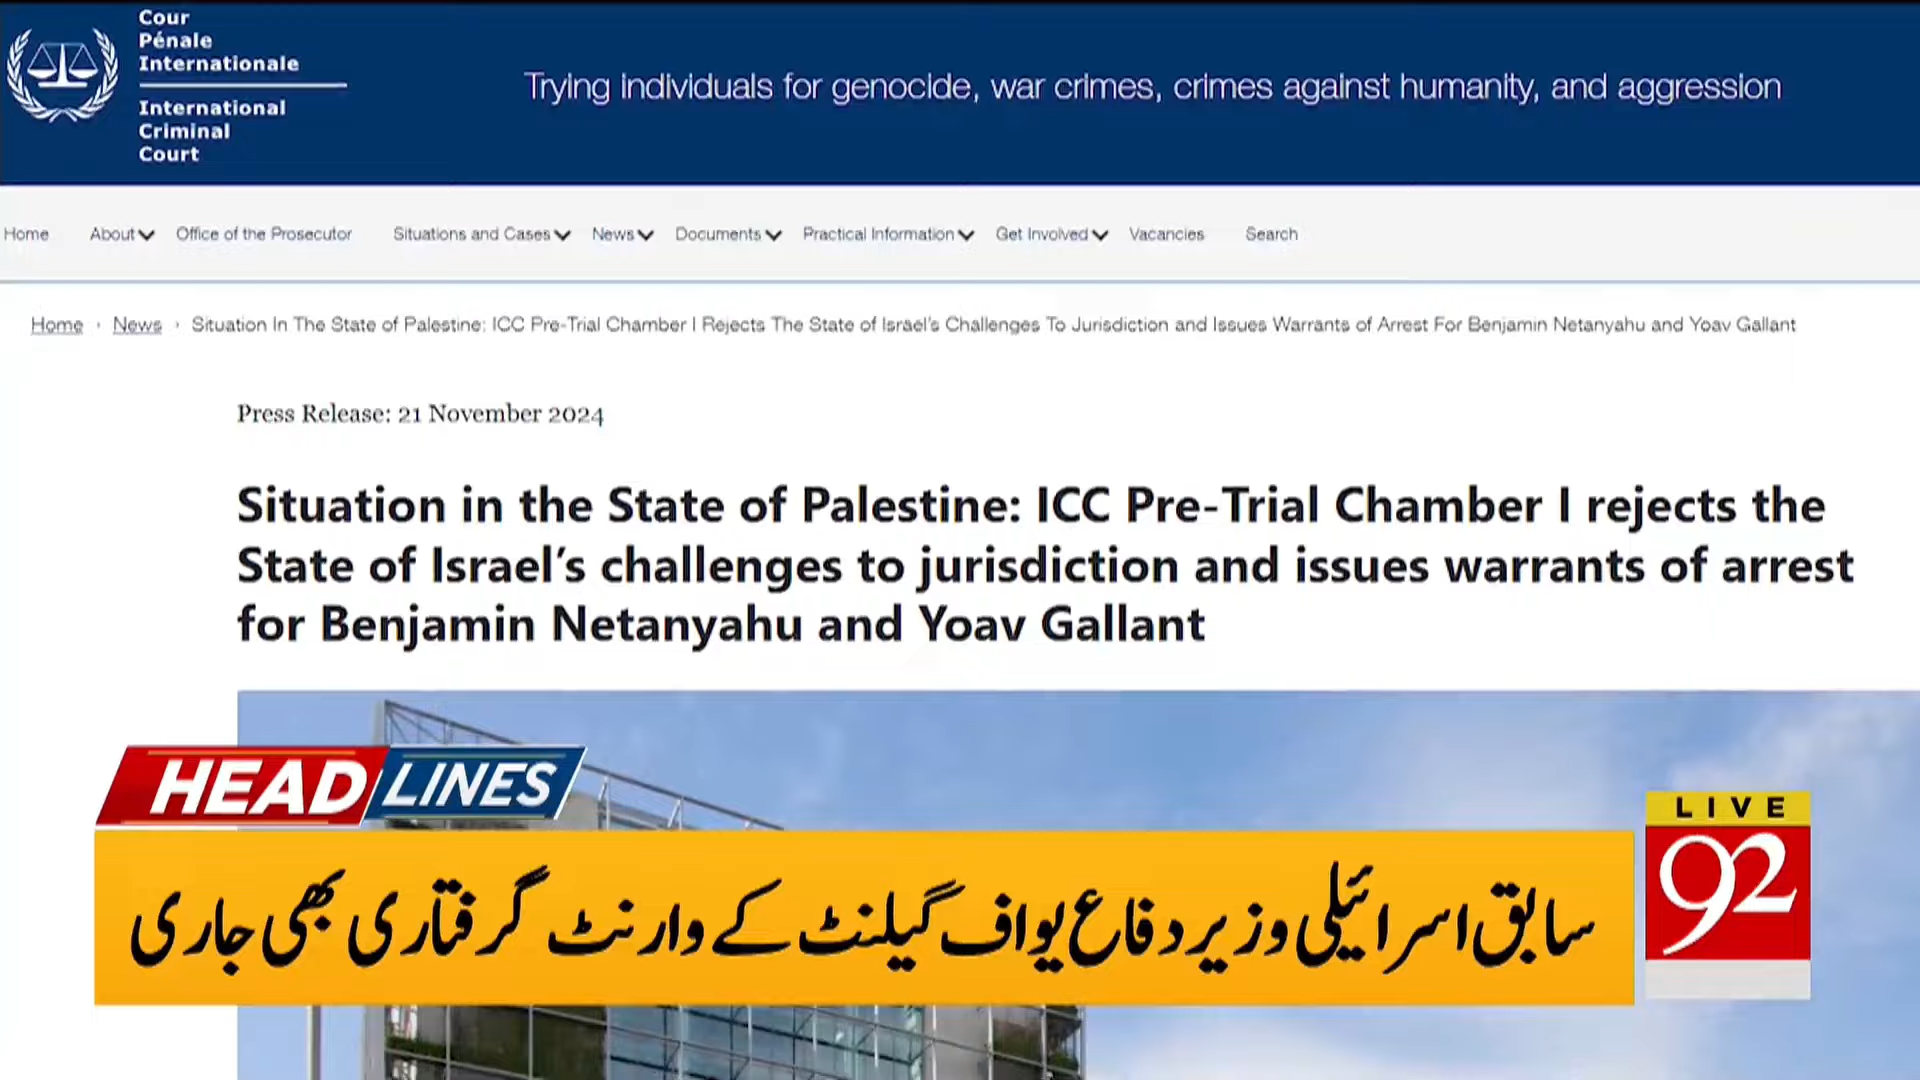 Cour
Pénale
Internationale
International
Criminal
Court
Trying individuals for genocide, war crimes, crimes against humanity, and aggression
Home About Office of the Prosecutor Situations and Cases News Documents Practical Information Get Involved Vacancies Search
Home › News › Situation In The State of Palestine: ICC Pre-Trial Chamber I Rejects The State of Israel's Challenges To Jurisdiction and Issues Warrants of Arrest For Benjamin Netanyahu and Yoav Gallant
Press Release: 21 November 2024
Situation in the State of Palestine: ICC Pre-Trial Chamber I rejects the
State of Israel's challenges to jurisdiction and issues warrants of arrest
for Benjamin Netanyahu and Yoav Gallant
HEADLINES
LIVE
92
سابق اسرائیلی وزیر دفاع یواف گیلنٹ کے وارنٹ گرفتاری بھی جاری